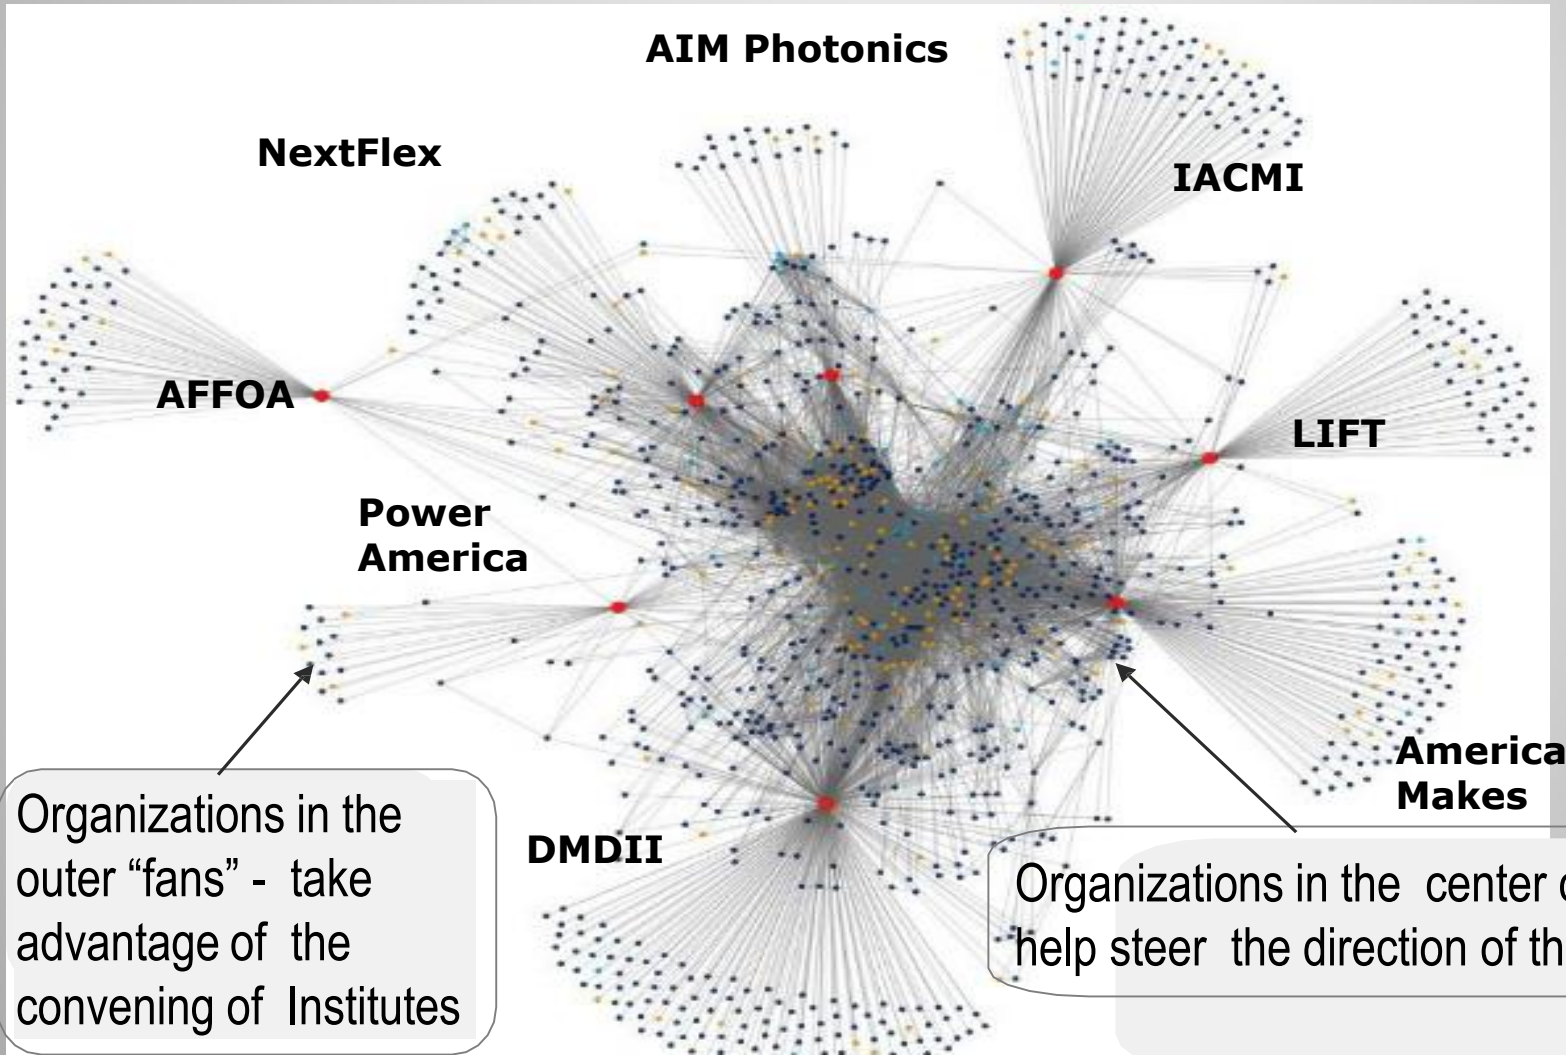 AIM Photonics
NextFlex
IACMI
AFFOA
LIFT
Power
America
America
Makes
DMDII
Organizations in the
outer “fans” - take
advantage of the
convening of Institutes
Organizations in the center
help steer the direction of